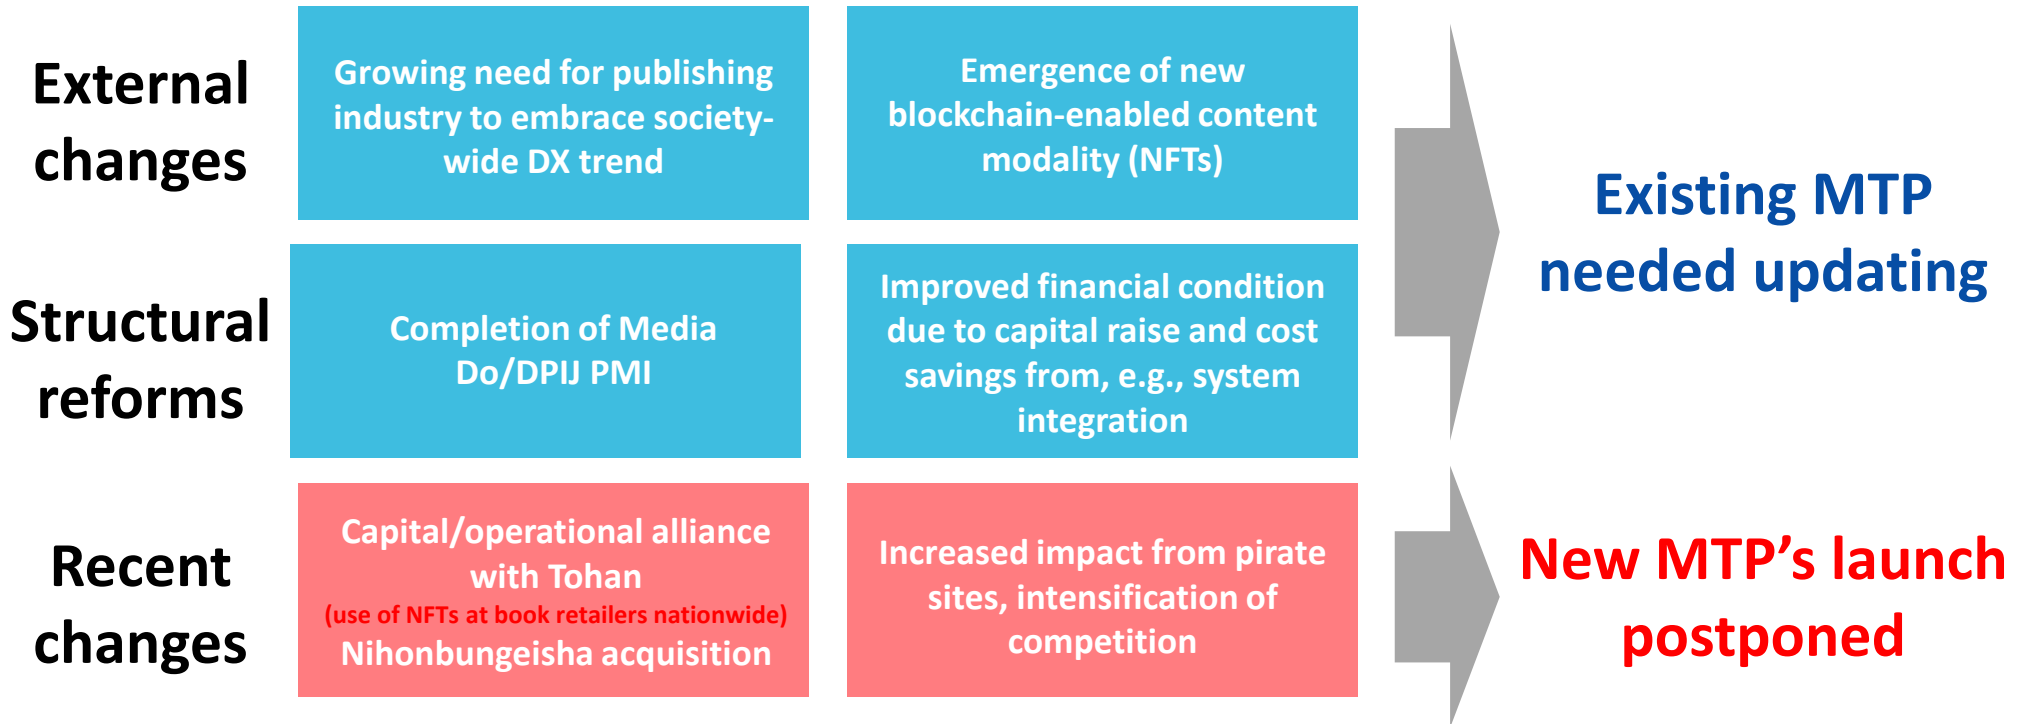 External
changes
Growing need for publishing
industry to embrace society-
wide DX trend
Emergence of new
blockchain-enabled content
modality (NFTs)
Existing MTP
needed updating
Structural
reforms
Completion of Media
Do/DPIJ PMI
Improved financial condition
due to capital raise and cost
savings from, e.g., system
integration
Recent
changes
Capital/operational alliance
with Tohan
(use of NFTs at book retailers nationwide)
Nihonbungeisha acquisition
Increased impact from pirate
sites, intensification of
competition
New MTP’s launch
postponed